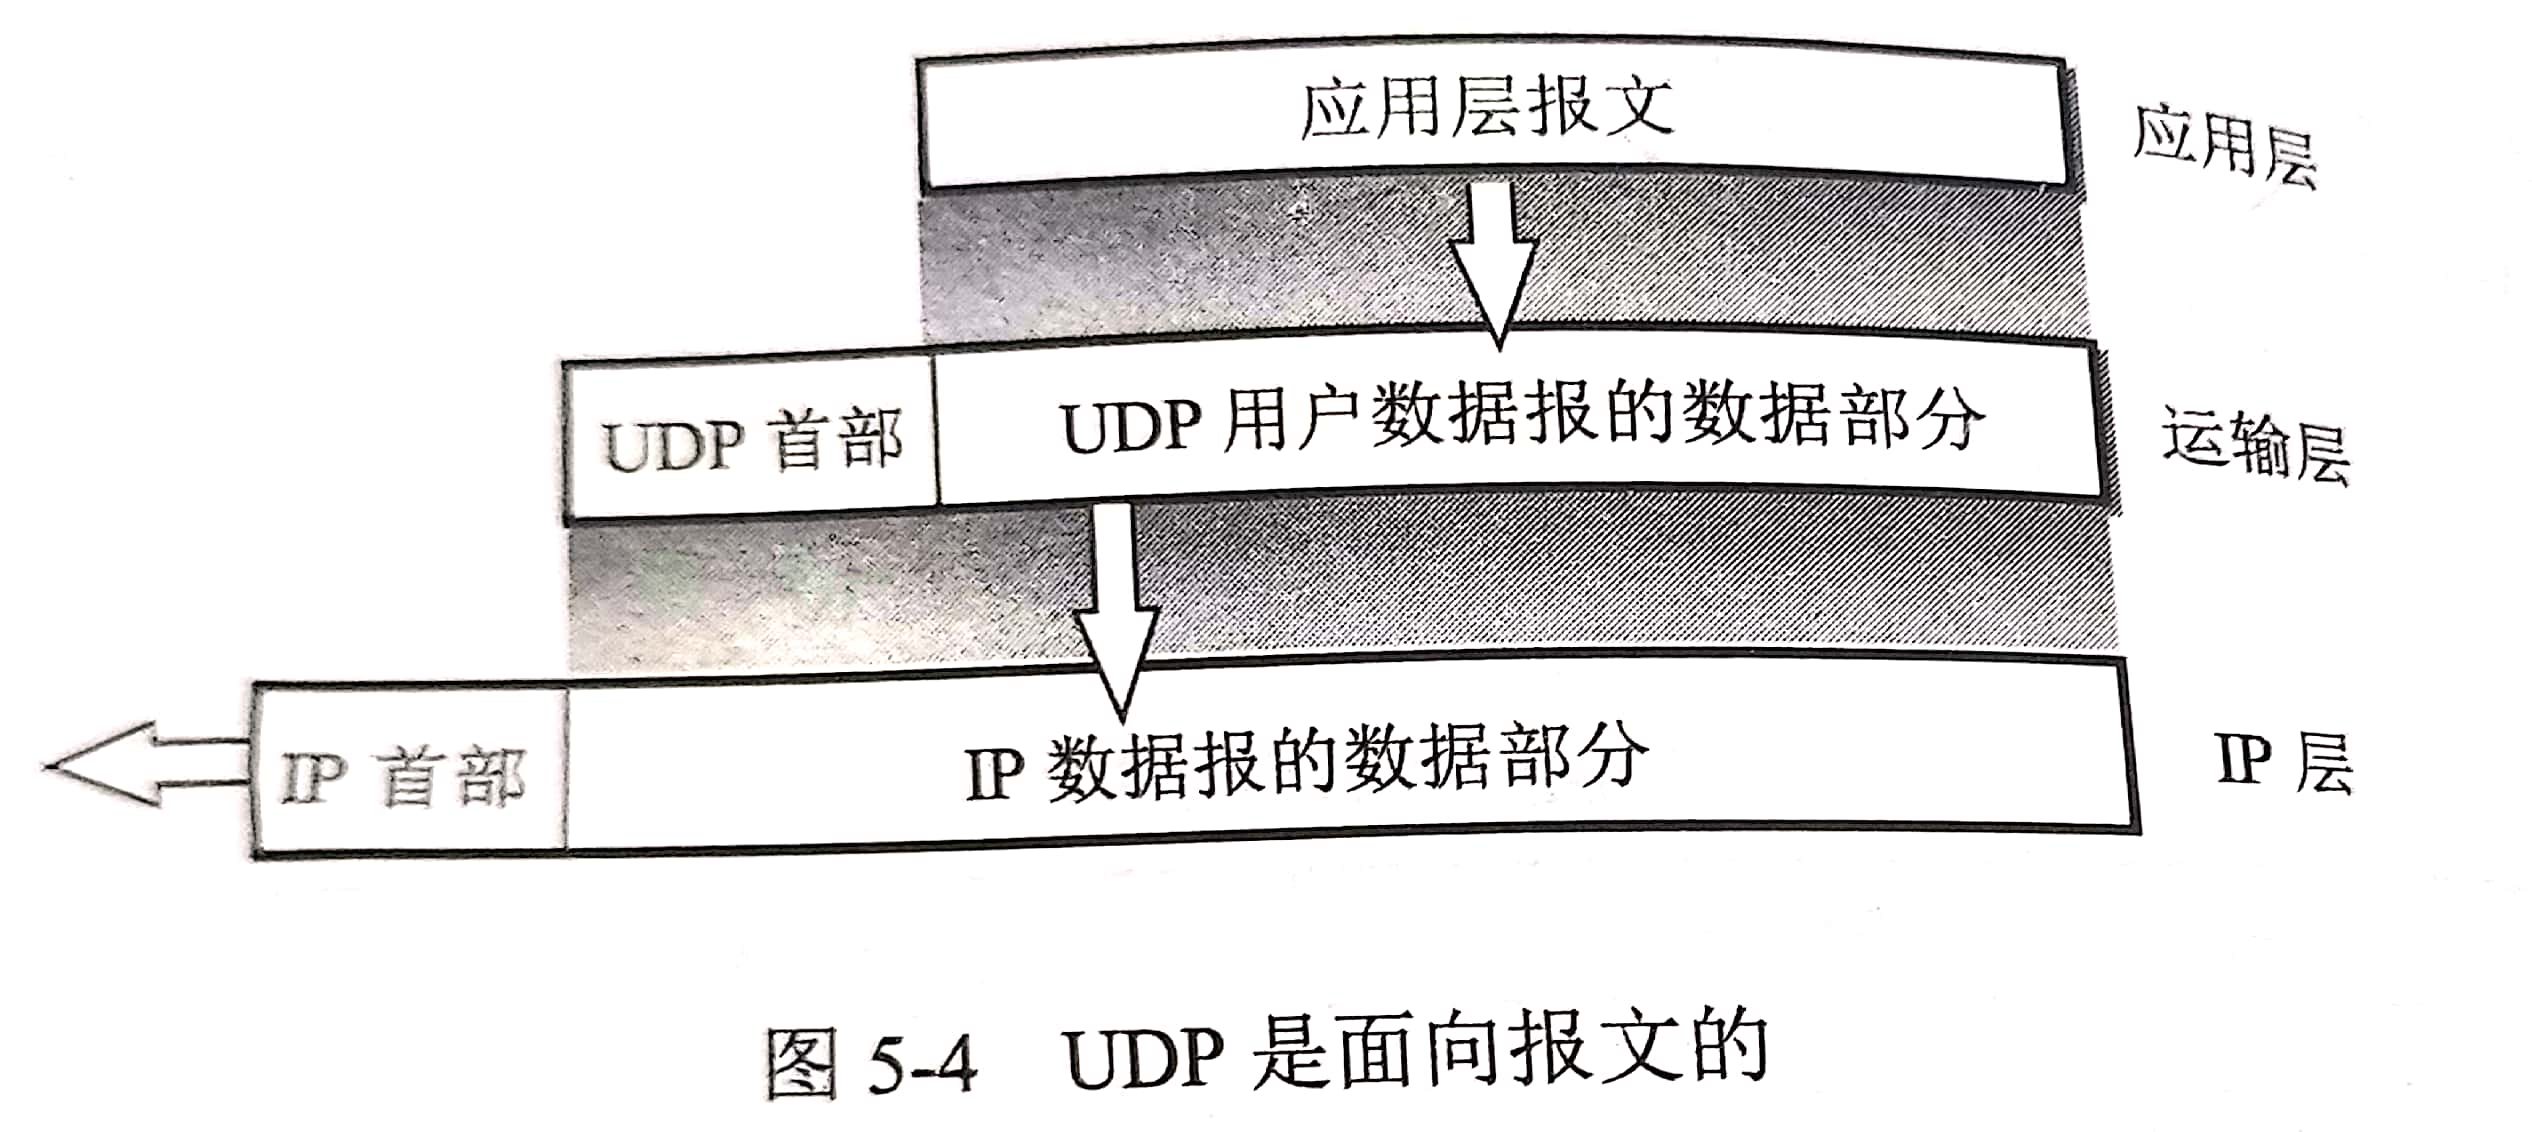 应用层报文 应用层
UDP 首部 UDP 用户数据报的数据部分 运输层
IP 首部 IP 数据报的数据部分 IP 层
图 5-4 UDP 是面向报文的